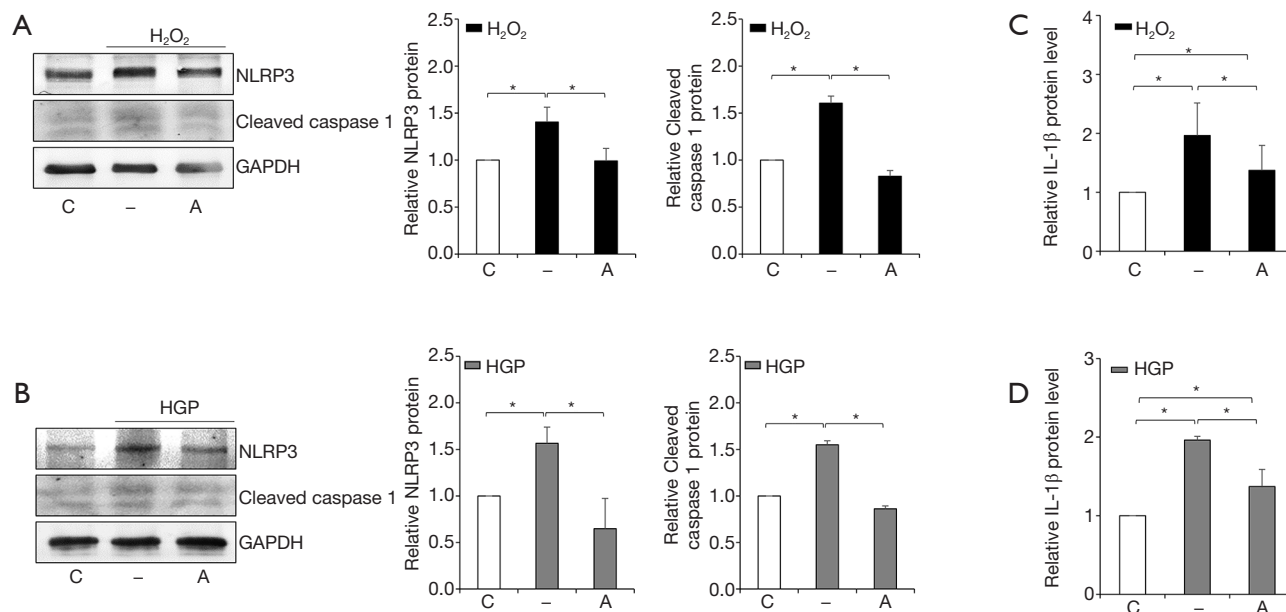 A
H₂O₂
NLRP3
Cleaved caspase 1
GAPDH
C – A
Relative NLRP3 protein
2.5
2.0
1.5
1.0
0.5
0.0
H₂O₂
* *
C – A
Relative Cleaved
caspase 1 protein
2.5
2.0
1.5
1.0
0.5
0.0
H₂O₂
* *
C – A
C
Relative IL-1β protein level
4
3
2
1
0
H₂O₂
*
* *
C – A
B
HGP
NLRP3
Cleaved caspase 1
GAPDH
C – A
Relative NLRP3 protein
2.5
2.0
1.5
1.0
0.5
0.0
HGP
* *
C – A
Relative Cleaved
caspase 1 protein
2.5
2.0
1.5
1.0
0.5
0.0
HGP
* *
C – A
D
Relative IL-1β protein level
3
2
2
1
1
0
HGP
*
* *
C – A